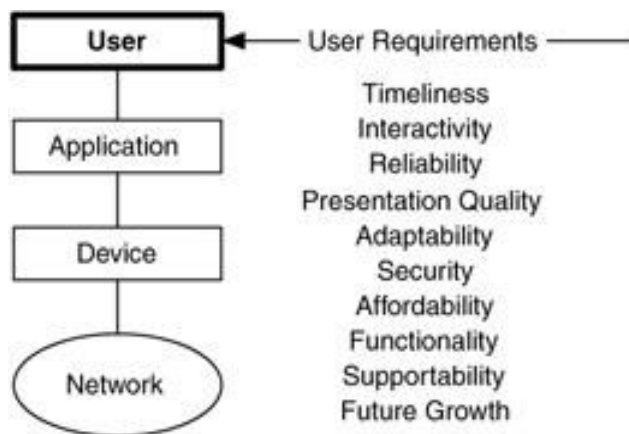 User
User Requirements
Timeliness
Interactivity
Application
Reliability
Presentation Quality
Adaptability
Device
Security
Affordability
Functionality
Network
Supportability
Future Growth